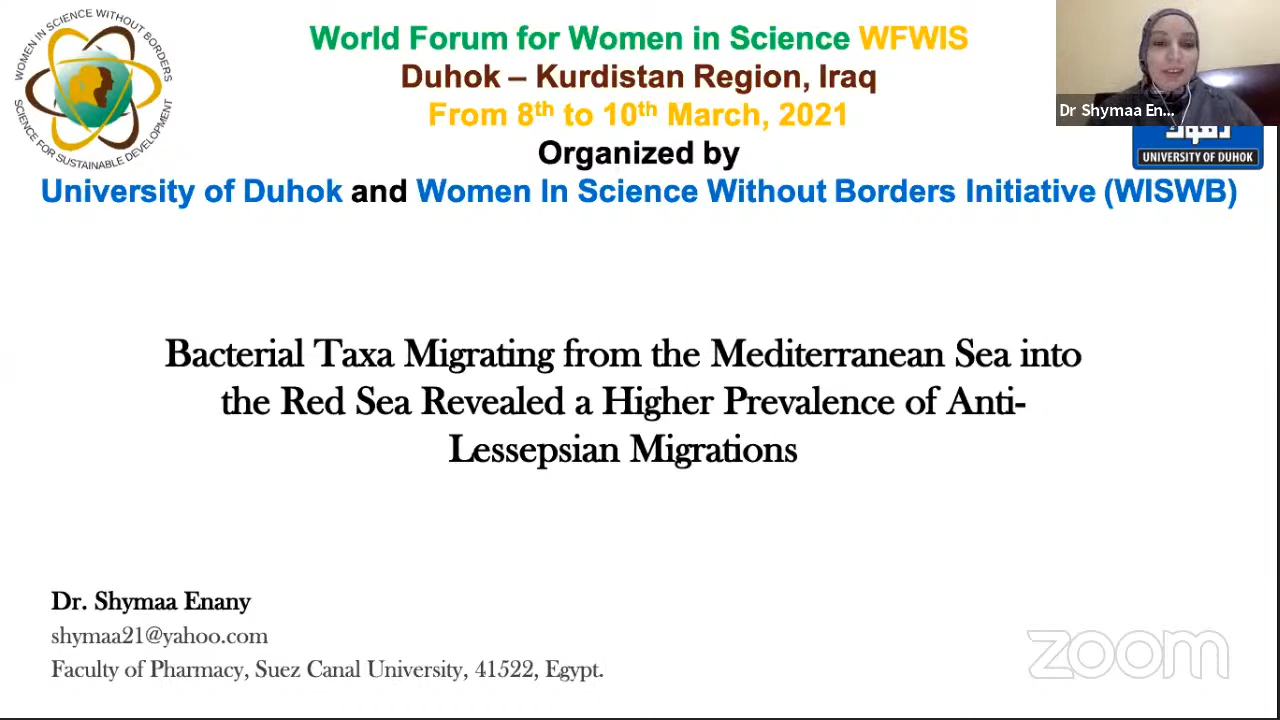 WOMEN IN SCIENCE WITHOUT BORDERS
SCIENCE FOR SUSTAINABLE DEVELOPMENT
World Forum for Women in Science WFWIS
Duhok – Kurdistan Region, Iraq
From 8th to 10th March, 2021
Organized by
University of Duhok and Women In Science Without Borders Initiative (WISWB)
Dr Shymaa En...
UNIVERSITY OF DUHOK
Bacterial Taxa Migrating from the Mediterranean Sea into
the Red Sea Revealed a Higher Prevalence of Anti-
Lessepsian Migrations
Dr. Shymaa Enany
shymaa21@yahoo.com
Faculty of Pharmacy, Suez Canal University, 41522, Egypt.
zoom